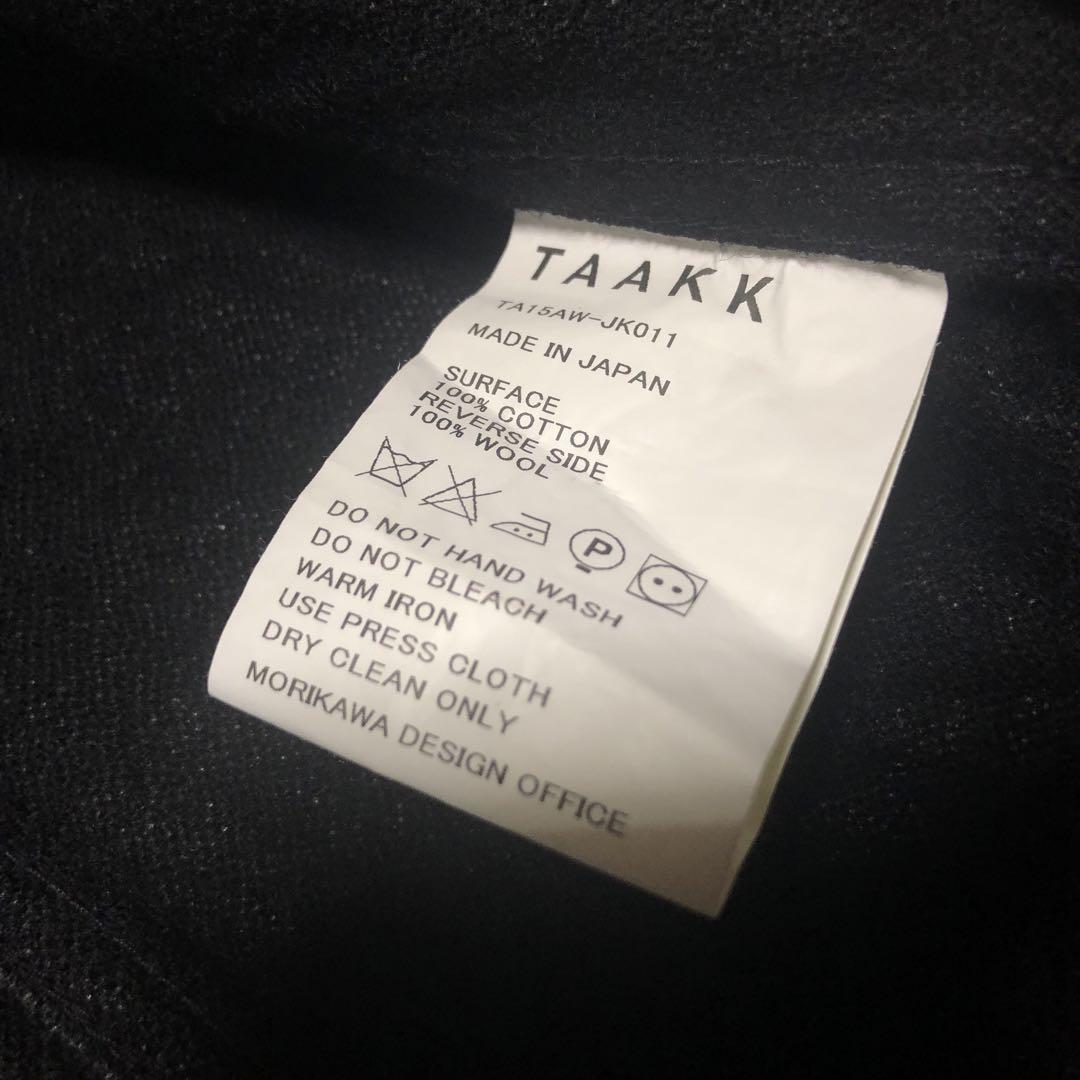 TAAKK
TA15AW-JK011
MADE IN JAPAN
SURFACE
100% COTTON
REVERSE SIDE
100% WOOL
P
DO NOT HAND WASH
DO NOT BLEACH
WARM IRON
USE PRESS CLOTH
DRY CLEAN ONLY
MORIKAWA DESIGN OFFICE